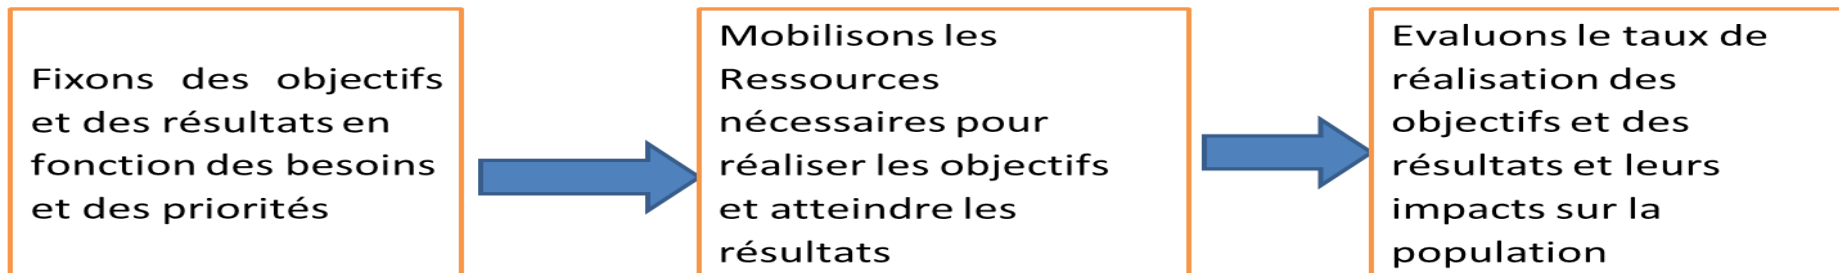 Fixons des objectifs
et des résultats en
fonction des besoins
et des priorités
Mobilisons les
Ressources
nécessaires pour
réaliser les objectifs
et atteindre les
résultats
Evaluons le taux de
réalisation des
objectifs et des
résultats et leurs
impacts sur la
population